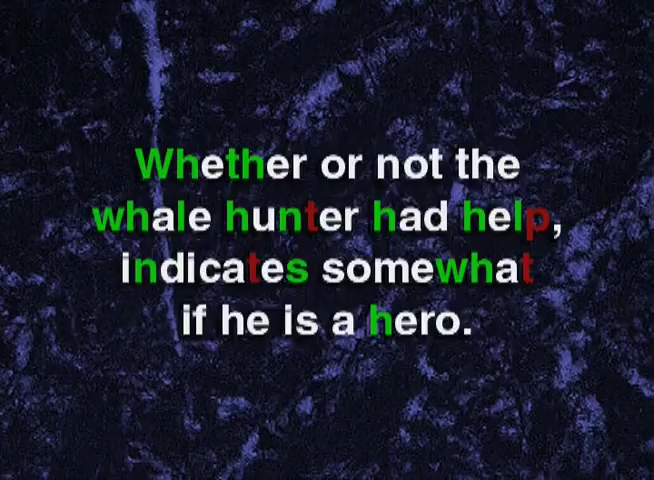 Whether or not the
whale hunter had help,
indicates somewhat
if he is a hero.